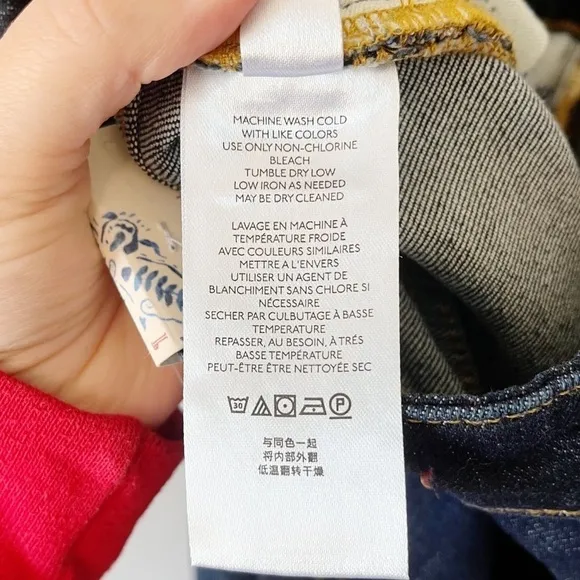 MACHINE WASH COLD
WITH LIKE COLORS
USE ONLY NON-CHLORINE
BLEACH
TUMBLE DRY LOW
LOW IRON AS NEEDED
MAY BE DRY CLEANED
LAVAGE EN MACHINE À
TEMPÉRATURE FROIDE
AVEC COULEURS SIMILAIRES
METTRE A L'ENVERS
UTILISER UN AGENT DE
BLANCHIMENT SANS CHLORE SI
NÉCESSAIRE
SECHER PAR CULBUTAGE À BASSE
TEMPERATURE
REPASSER, AU BESOIN, À TRÉS
BASSE TEMPÉRATURE
PEUT-ÊTRE ÊTRE NETTOYÉE SEC
30 P
与同色一起
将内部外翻
低温翻转干燥